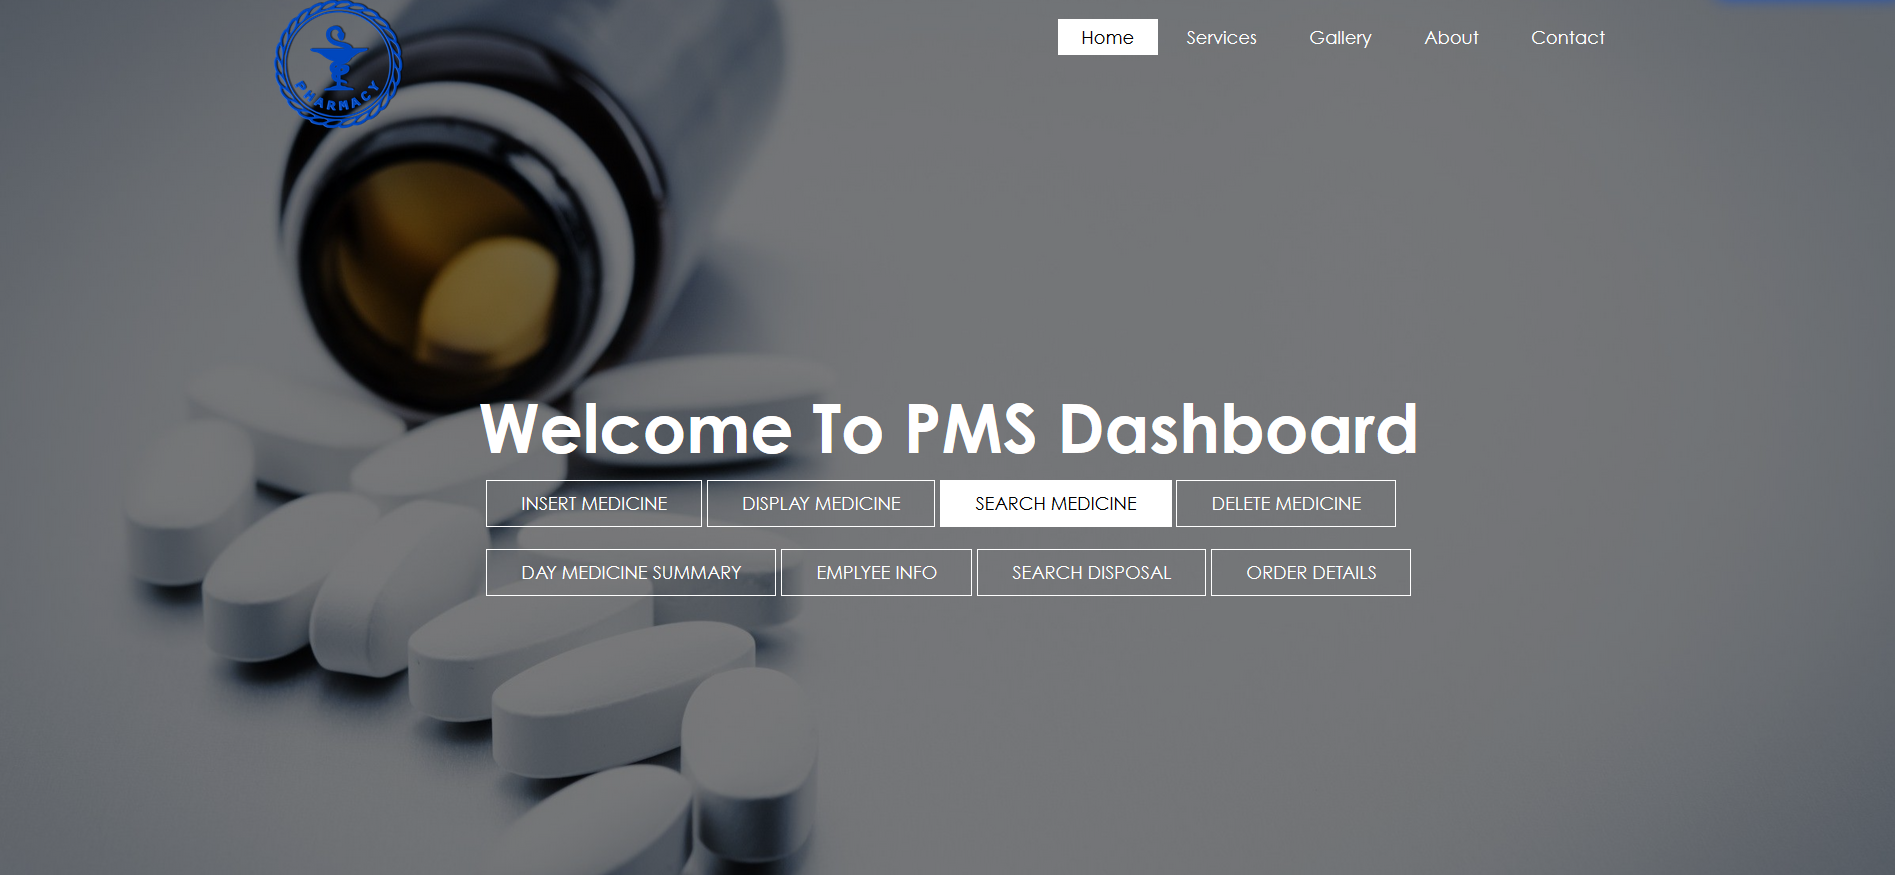 PHARMACY
Home Services Gallery About Contact
Welcome To PMS Dashboard
INSERT MEDICINE DISPLAY MEDICINE SEARCH MEDICINE DELETE MEDICINE
DAY MEDICINE SUMMARY EMPLYEE INFO SEARCH DISPOSAL ORDER DETAILS